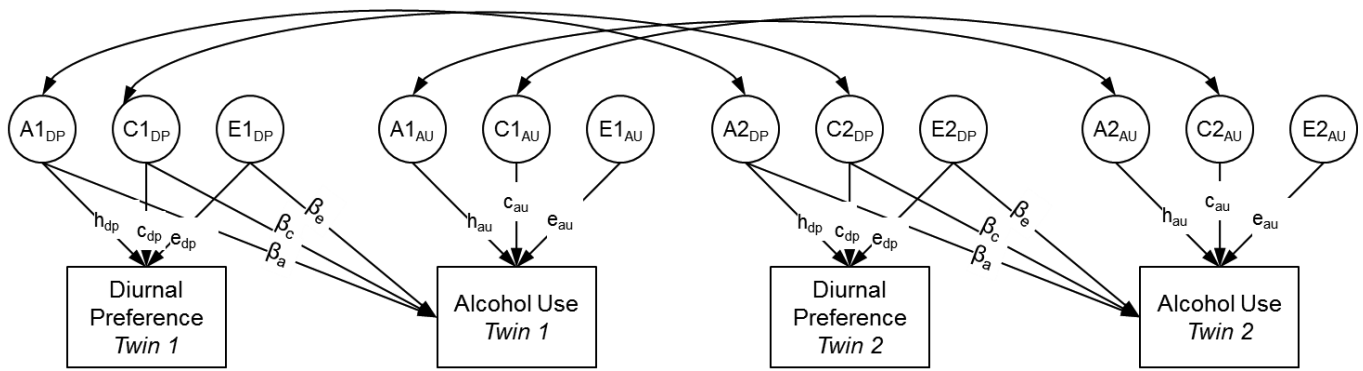 A1DP C1DP E1DP A1AU C1AU E1AU A2DP C2DP E2DP A2AU C2AU E2AU
hdp cdp edp βa βc βe hau cau eau hdp cdp edp βa βc βe hau cau eau
Diurnal
Preference
Twin 1
Alcohol Use
Twin 1
Diurnal
Preference
Twin 2
Alcohol Use
Twin 2